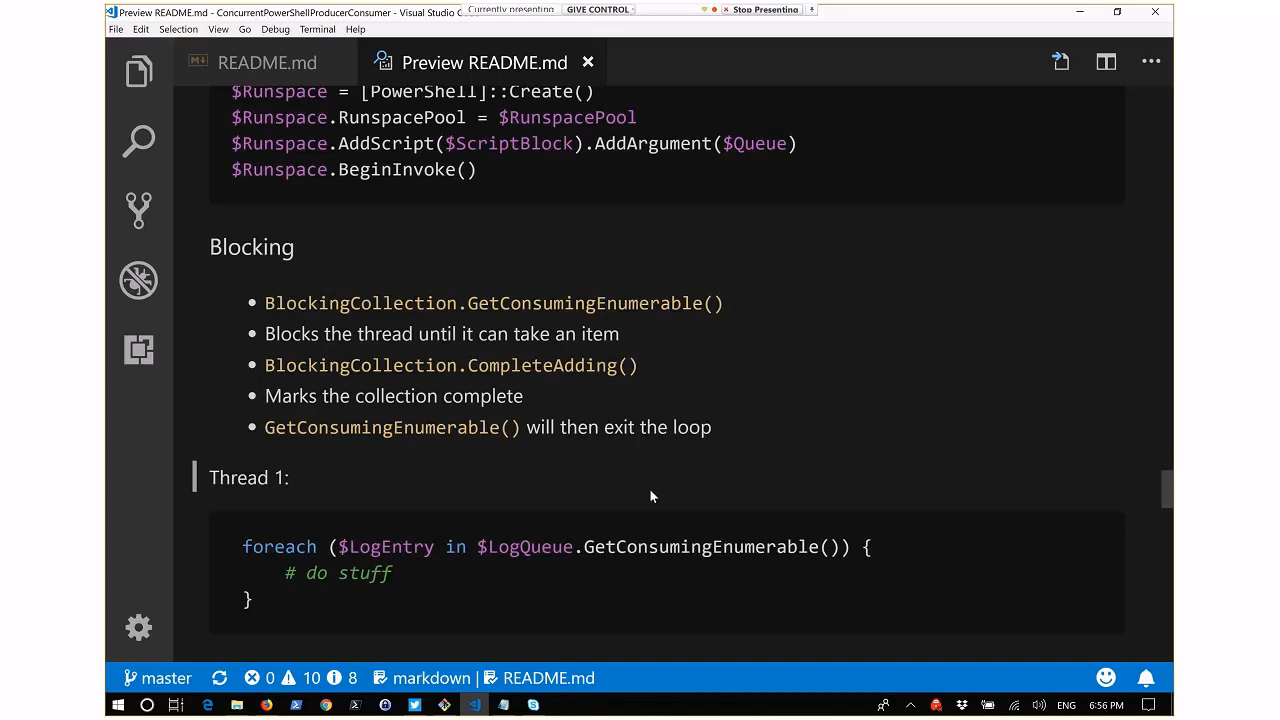 Preview README.md - ConcurrentPowerShellProducerConsumer - Visual Studio C
Currently presenting GIVE CONTROL Stop Presenting
File Edit Selection View Go Debug Terminal Help
README.md Preview README.md
$Runspace = [PowerShell]::Create()
$Runspace.RunspacePool = $RunspacePool
$Runspace.AddScript($ScriptBlock).AddArgument($Queue)
$Runspace.BeginInvoke()
Blocking
• BlockingCollection.GetConsumingEnumerable()
• Blocks the thread until it can take an item
• BlockingCollection.CompleteAdding()
• Marks the collection complete
• GetConsumingEnumerable() will then exit the loop
Thread 1:
foreach ($LogEntry in $LogQueue.GetConsumingEnumerable()) {
# do stuff
}
master 0 10 8 markdown | README.md
ENG 6:56 PM